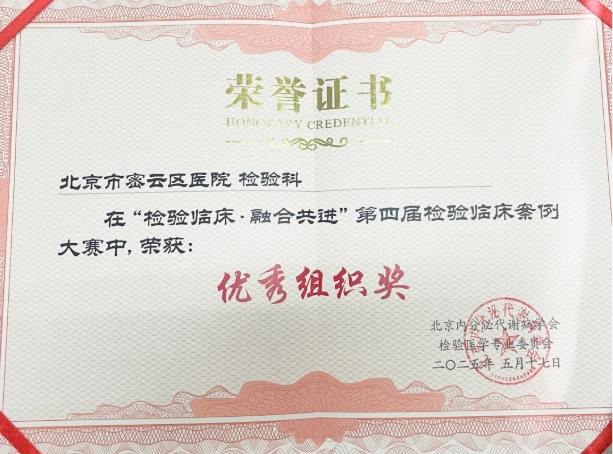 荣誉证书
HONORARY CREDENTIAL
北京市密云区医院 检验科
在“检验临床·融合共进”第四届检验临床案例
大赛中,荣获:
优秀组织奖
北京内分泌代谢病学会
检验医学专业委员会
二〇二五年 五月十七日